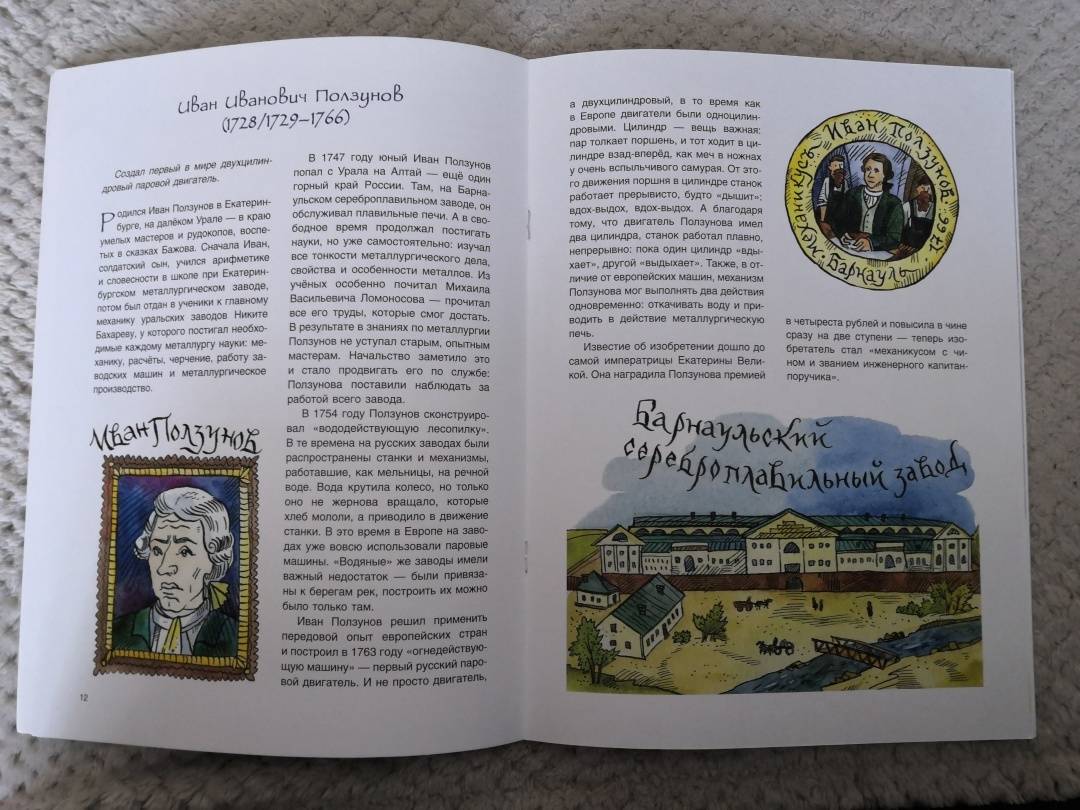 Иван Иванович Ползунов
(1728/1729–1766)
Создал первый в мире двухцилин-
дровый паровой двигатель.
Родился Иван Ползунов в Екатерин-
бурге, на далёком Урале — в краю
умелых мастеров и рудокопов, воспе-
тых в сказках Бажова. Сначала Иван,
солдатский сын, учился арифметике
и словесности в школе при Екатерин-
бургском металлургическом заводе,
потом был отдан в ученики к главному
механику уральских заводов Никите
Бахареву, у которого постигал необхо-
димые каждому металлургу науки: ме-
ханику, расчёты, черчение, работу за-
водских машин и металлургическое
производство.
Иван Ползунов
12
В 1747 году юный Иван Ползунов
попал с Урала на Алтай — ещё один
горный край России. Там, на Барна-
ульском сереброплавильном заводе, он
обслуживал плавильные печи. А в сво-
бодное время продолжал постигать
науки, но уже самостоятельно: изучал
все тонкости металлургического дела,
свойства и особенности металлов. Из
учёных особенно почитал Михаила
Васильевича Ломоносова — прочитал
все его труды, которые смог достать.
В результате в знаниях по металлургии
Ползунов не уступал старым, опытным
мастерам. Начальство заметило это
и стало продвигать его по службе:
Ползунова поставили наблюдать за
работой всего завода.
В 1754 году Ползунов сконструиро-
вал «вододействующую лесопилку».
В те времена на русских заводах были
распространены станки и механизмы,
работавшие, как мельницы, на речной
воде. Вода крутила колесо, но только
оно не жернова вращало, которые
хлеб мололи, а приводило в движение
станки. В это время в Европе на заво-
дах уже вовсю использовали паровые
машины. «Водяные» же заводы имели
важный недостаток — были привяза-
ны к берегам рек, построить их можно
было только там.
Иван Ползунов решил применить
передовой опыт европейских стран
и построил в 1763 году «огнедействую-
щую машину» — первый русский паро-
вой двигатель. И не просто двигатель,
а двухцилиндровый, в то время как
в Европе двигатели были одноцилин-
дровыми. Цилиндр — вещь важная:
пар толкает поршень, и тот ходит в ци-
линдре взад-вперёд, как меч в ножнах
у очень вспыльчивого самурая. От это-
го движения поршня в цилиндре станок
работает прерывисто, будто «дышит»:
вдох-выдох, вдох-выдох. А благодаря
тому, что двигатель Ползунова имел
два цилиндра, станок работал плавно,
непрерывно: пока один цилиндр «вды-
хает», другой «выдыхает». Также, в от-
личие от европейских машин, механизм
Ползунова мог выполнять два действия
одновременно: откачивать воду и при-
водить в действие металлургическую
печь.
Известие об изобретении дошло до
самой императрицы Екатерины Вели-
кой. Она наградила Ползунова премией
механикусъ Иван Ползунов 1766
г. Барнаулъ
в четыреста рублей и повысила в чине
сразу на две ступени — теперь изо-
бретатель стал «механикусом с чи-
ном и званием инженерного капитан-
поручика».
Барнаульский
сереброплавильный завод